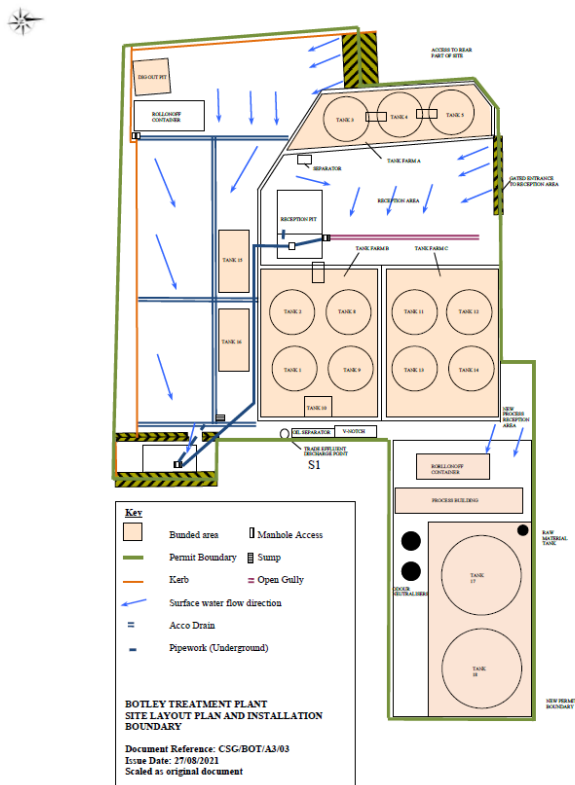 ACCESS TO REAR
PART OF SITE
DIG OUT PIT
ROLLONOFF
CONTAINER
TANK 3
TANK 4
TANK 5
TANK FARM A
SEPARATOR
GATED ENTRANCE
TO RECEPTION AREA
RECEPTION AREA
RECEPTION PIT
TANK FARM B
TANK FARM C
TANK 15
TANK 2
TANK 8
TANK 11
TANK 12
TANK 16
TANK 1
TANK 9
TANK 13
TANK 14
TANK 10
NEW
PROCESS
RECEPTION
AREA
OIL SEPARATOR
V-NOTCH
TRADE EFFLUENT
DISCHARGE POINT
S1
CONTAINER
PROCESS BUILDING
RAW
MATERIAL
TANK
TANK
17
ODOUR
NEUTRALISERS
TANK
18
NEW PERMIT
BOUNDARY
Key
Bunded area
Manhole Access
Permit Boundary
Sump
Kerb
Open Gully
Surface water flow direction
Acco Drain
Pipework (Underground)
BOTLEY TREATMENT PLANT
SITE LAYOUT PLAN AND INSTALLATION
BOUNDARY
Document Reference: CSG/BOT/A3/03
Issue Date: 27/08/2021
Scaled as original document